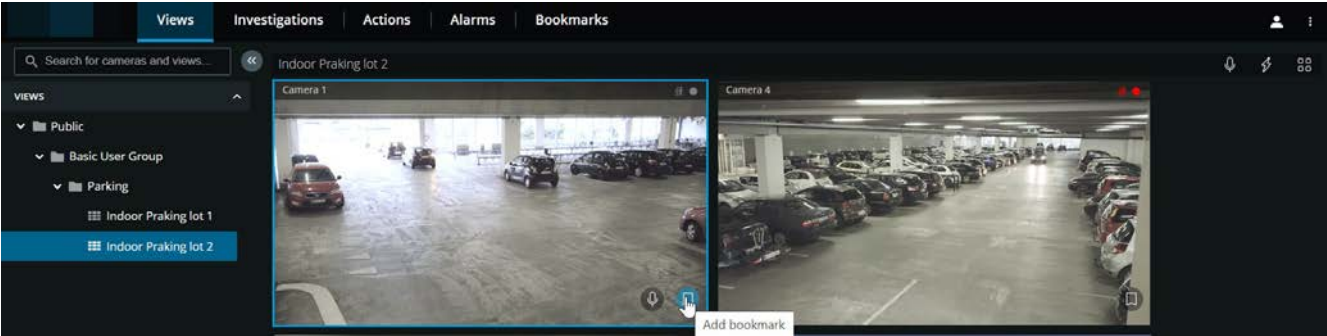 Views Investigations Actions Alarms Bookmarks
Search for cameras and views...
Indoor Praking lot 2
VIEWS
Camera 1
Camera 4
Public
Basic User Group
Parking
Indoor Praking lot 1
Indoor Praking lot 2
Add bookmark